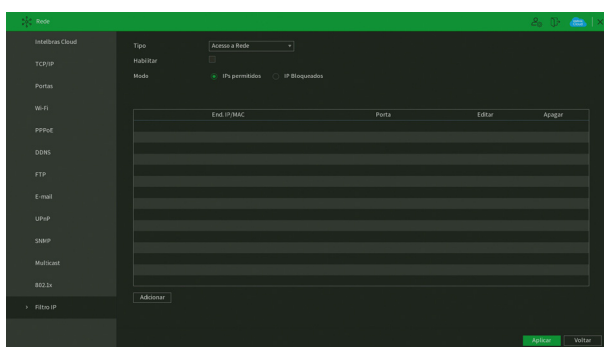 Rede
Intelbras Cloud
TCP/IP
Portas
Wi-Fi
PPPoE
DDNS
FTP
E-mail
UPnP
SNMP
Multicast
802.1x
Filtro IP
Tipo Acesso a Rede
Habilitar
Modo IPs permitidos IP Bloqueados
End. IP/MAC Porta Editar Apagar
Adicionar
Aplicar Voltar